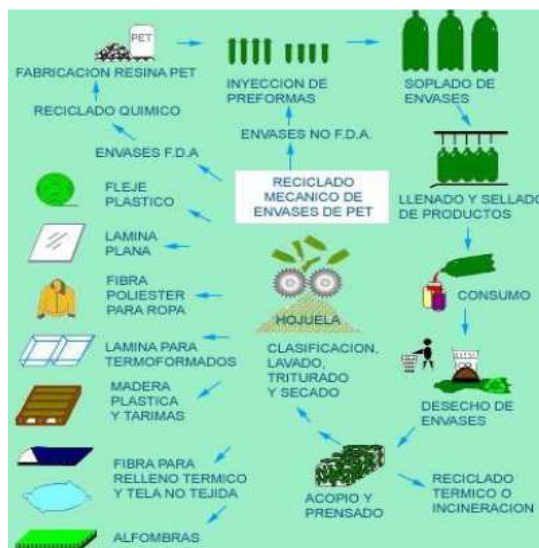 PET
FABRICACION RESINA PET
RECICLADO QUIMICO
ENVASES F.D.A
INYECCION DE
PREFORMAS
ENVASES NO F.D.A.
SOPLADO DE
ENVASES
RECICLADO
MECANICO DE
ENVASES DE PET
LLENADO Y SELLADO
DE PRODUCTOS
FLEJE
PLASTICO
LAMINA
PLANA
FIBRA
POLIESTER
PARA ROPA
LAMINA PARA
TERMOFORMADOS
MADERA
PLASTICA
Y TARIMAS
FIBRA PARA
RELLENO TERMICO
Y TELA NO TEJIDA
ALFOMBRAS
HOJUELA
CLASIFICACION,
LAVADO,
TRITURADO
Y SECADO
CONSUMO
DESECHO DE
ENVASES
ACOPIO Y
PRENSADO
RECICLADO
TERMICO O
INCINERACION